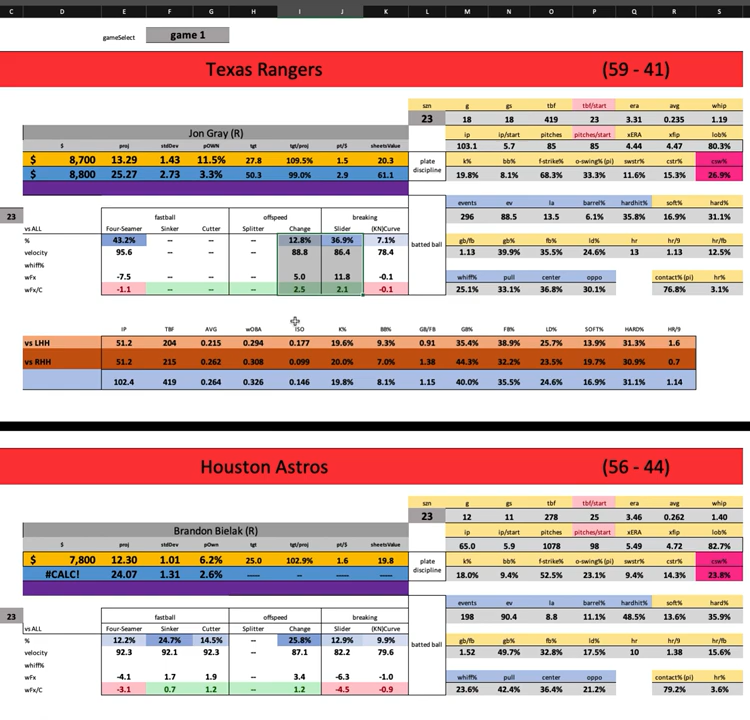 C D E F G H I J K L M N O P Q R S
gameSelect game 1
Texas Rangers (59 - 41)
szn g gs tbf tbf/start era avg whip
23 18 18 419 23 3.31 0.235 1.19
Jon Gray (R) ip ip/start pitches pitches/start xERA xfip lob%
$ proj stdDev pOWN tgt tgt/proj pt/$ sheetsValue 103.1 5.7 85 85 4.44 4.47 80.3%
$ 8,700 13.29 1.43 11.5% 27.8 109.5% 1.5 20.3 plate discipline k% bb% f-strike% o-swing% (pi) swstr% cstr% csw%
$ 8,800 25.27 2.73 3.3% 50.3 99.0% 2.9 61.1 19.8% 8.1% 68.3% 33.3% 11.6% 15.3% 26.9%
events ev la barrel% hardhit% soft% hard%
23 fastball offspeed breaking 296 88.5 13.5 6.1% 35.8% 16.9% 31.1%
vs ALL Four-Seamer Sinker Cutter Splitter Change Slider (KN)Curve
% 43.2% -- -- -- 12.8% 36.9% 7.1% batted ball gb/fb gb% fb% ld% hr hr/9 hr/fb
velocity 95.6 -- -- -- 88.8 86.4 78.4 1.13 39.9% 35.5% 24.6% 13 1.13 12.5%
whiff%
wFx -7.5 -- -- -- 5.0 11.8 -0.1 whiff% pull center oppo contact% (pi) hr%
wFx/C -1.1 -- -- -- 2.5 2.1 -0.1 25.1% 33.1% 36.8% 30.1% 76.8% 3.1%
IP TBF AVG wOBA ISO K% BB% GB/FB GB% FB% LD% SOFT% HARD% HR/9
vs LHH 51.2 204 0.215 0.294 0.177 19.6% 9.3% 0.91 35.4% 38.9% 25.7% 13.9% 31.3% 1.6
vs RHH 51.2 215 0.262 0.308 0.099 20.0% 7.0% 1.38 44.3% 32.2% 23.5% 19.7% 30.9% 0.7
102.4 419 0.264 0.326 0.146 19.8% 8.1% 1.15 40.0% 35.5% 24.6% 16.9% 31.1% 1.14
Houston Astros (56 - 44)
szn g gs tbf tbf/start era avg whip
23 12 11 278 25 3.46 0.262 1.40
Brandon Bielak (R) ip ip/start pitches pitches/start xERA xfip lob%
$ proj stdDev pOwn tgt tgt/proj pt/$ sheetsValue 65.0 5.9 1078 98 5.49 4.72 82.7%
$ 7,800 12.30 1.01 6.2% 25.0 102.9% 1.6 19.8 plate discipline k% bb% f-strike% o-swing% (pi) swstr% cstr% csw%
#CALC! 24.07 1.31 2.6% ---- -- ---- ---- 18.0% 9.4% 52.5% 23.1% 9.4% 14.3% 23.8%
events ev la barrel% hardhit% soft% hard%
23 fastball offspeed breaking 198 90.4 8.8 11.1% 48.5% 13.6% 35.9%
vs ALL Four-Seamer Sinker Cutter Splitter Change Slider (KN)Curve
% 12.2% 24.7% 14.5% -- 25.8% 12.9% 9.9% batted ball gb/fb gb% fb% ld% hr hr/9 hr/fb
velocity 92.3 92.1 92.3 -- 87.1 82.2 79.6 1.52 49.7% 32.8% 17.5% 10 1.38 15.6%
whiff%
wFx -4.1 1.7 1.9 -- 3.4 -6.3 -1.0 whiff% pull center oppo contact% (pi) hr%
wFx/C -3.1 0.7 1.2 -- 1.2 -4.5 -0.9 23.6% 42.4% 36.4% 21.2% 79.2% 3.6%